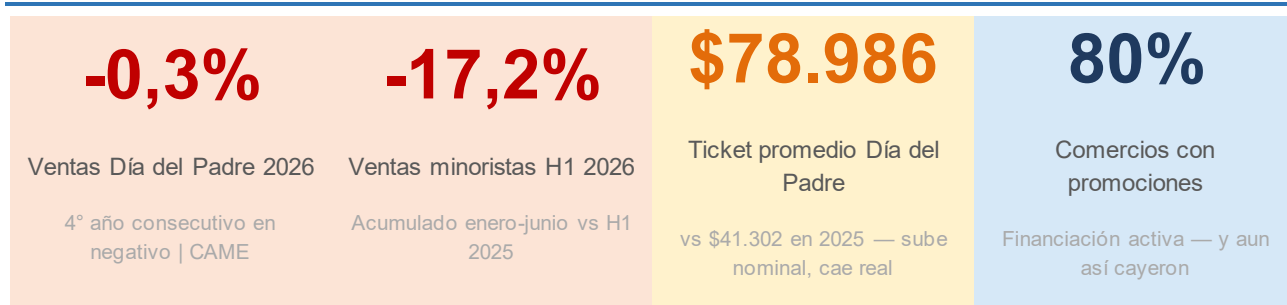 -0,3%
Ventas Día del Padre 2026
4° año consecutivo en
negativo | CAME
-17,2%
Ventas minoristas H1 2026
Acumulado enero-junio vs H1
2025
$78.986
Ticket promedio Día del
Padre
vs $41.302 en 2025 — sube
nominal, cae real
80%
Comercios con
promociones
Financiación activa — y aun
así cayeron